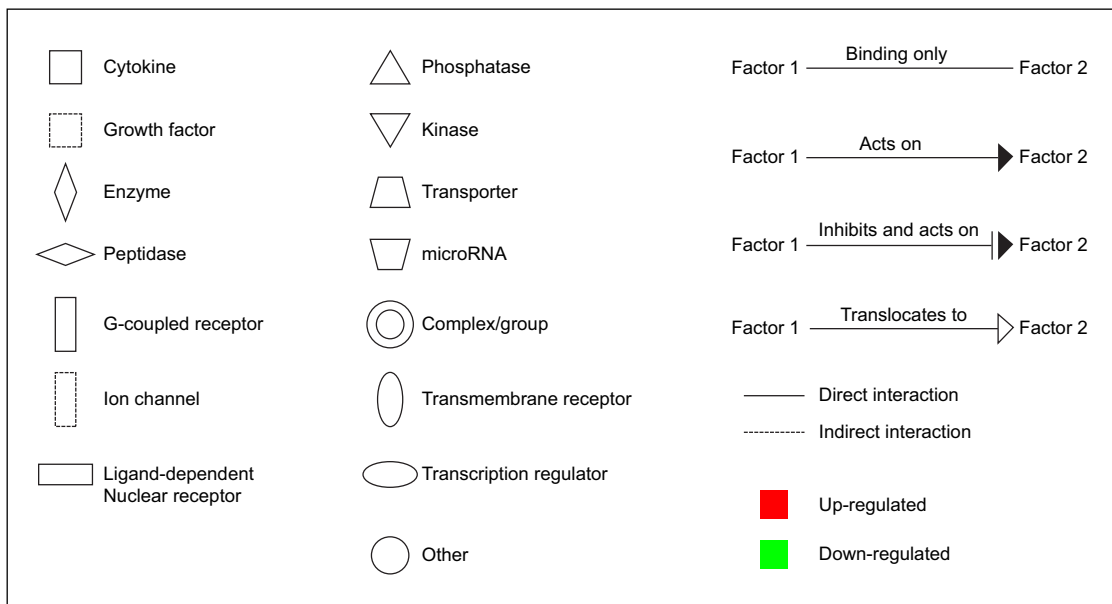 Cytokine
Growth factor
Enzyme
Peptidase
G-coupled receptor
Ion channel
Ligand-dependent
Nuclear receptor
Phosphatase
Kinase
Transporter
microRNA
Complex/group
Transmembrane receptor
Transcription regulator
Other
Factor 1 Binding only Factor 2
Factor 1 Acts on Factor 2
Factor 1 Inhibits and acts on Factor 2
Factor 1 Translocates to Factor 2
Direct interaction
Indirect interaction
Up-regulated
Down-regulated